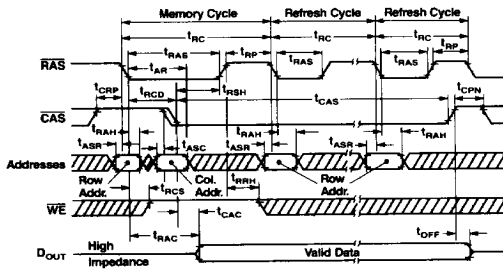 Memory Cycle Refresh Cycle Refresh Cycle
tRC tRC tRC
tRAS tRP tRAS tRAS tRP
RAS
tAR
tCRP tRCD tRSH tCAS tCPN
CAS
tRAH tRAH tRAH
tASR tASC tASR tASR
Addresses
Row Addr. Col. Addr. Row Addr.
tRCS tRRH
WE
tCAC
tRAC tOFF
DOUT High Impedance Valid Data